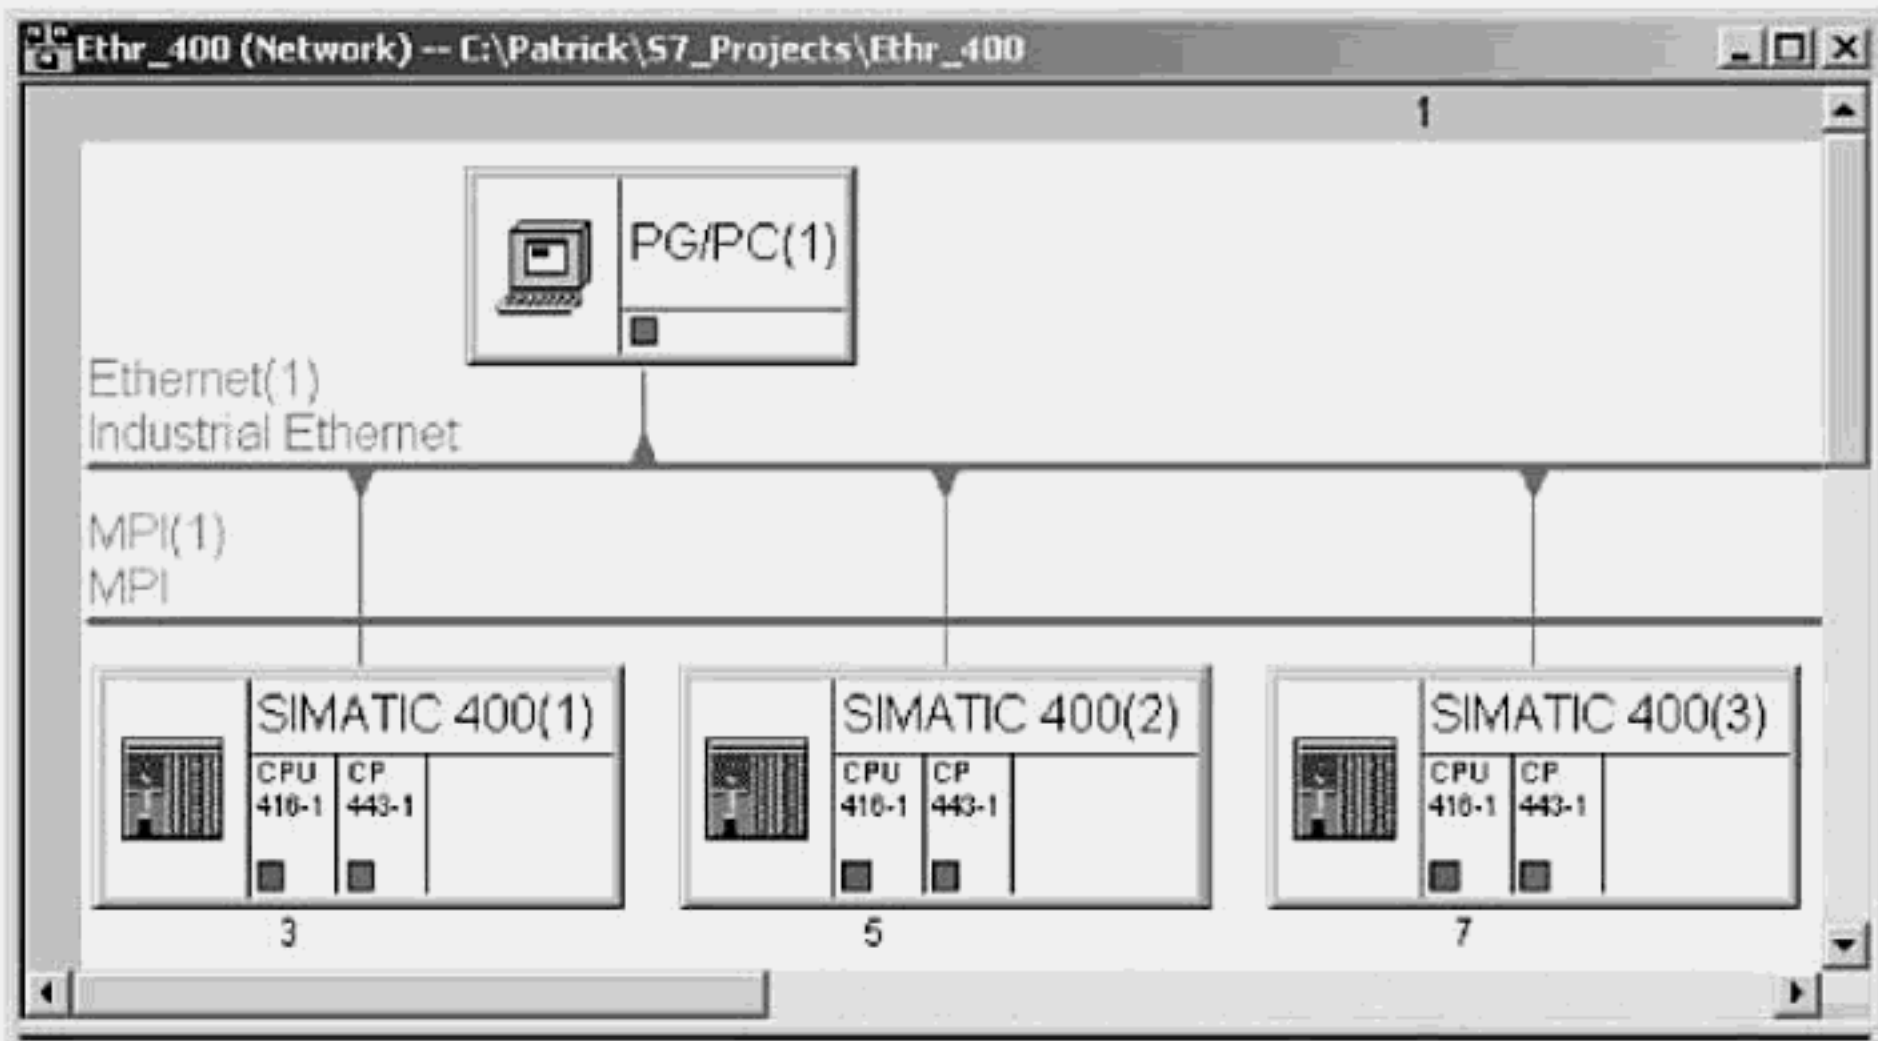 Ethr_400 (Network) -- C:\Patrick\S7_Projects\Ethr_400
1
PG/PC(1)
Ethernet(1)
Industrial Ethernet
MPI(1)
MPI
SIMATIC 400(1)
CPU 416-1
CP 443-1
3
SIMATIC 400(2)
CPU 416-1
CP 443-1
5
SIMATIC 400(3)
CPU 416-1
CP 443-1
7